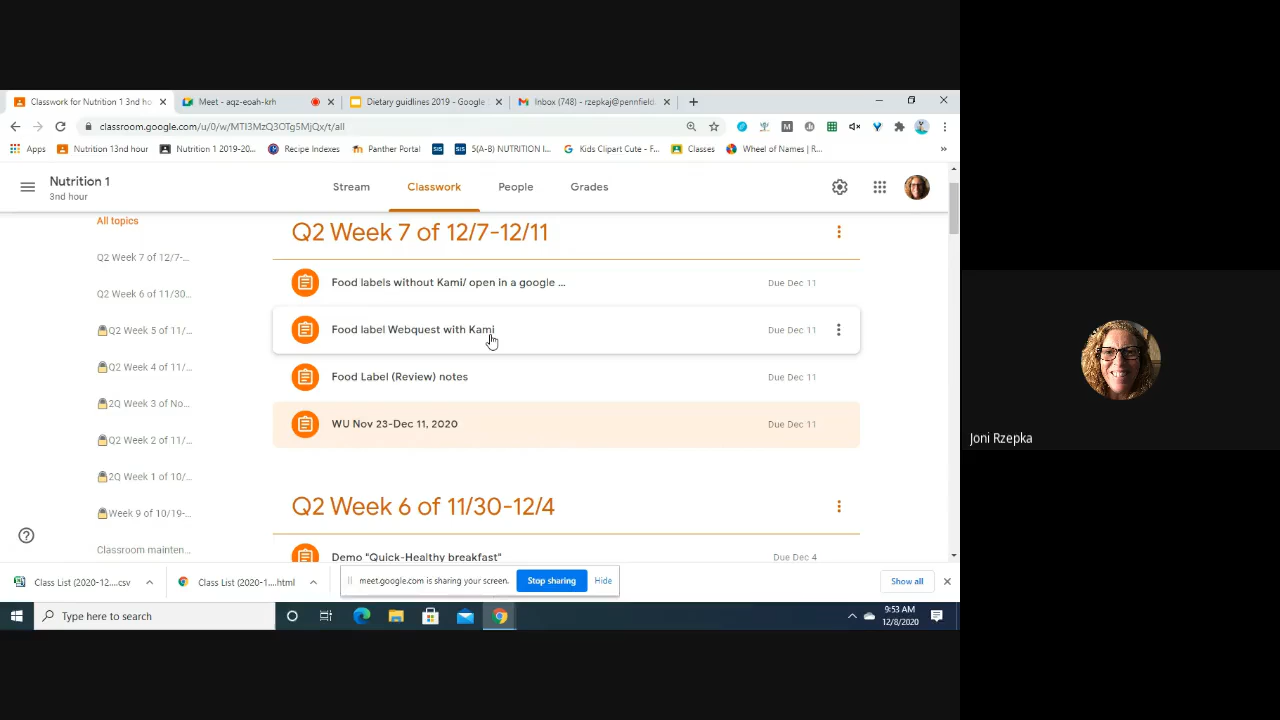 Classwork for Nutrition 1 3nd ho
Meet - aqz-eoah-krh
Dietary guidlines 2019 - Google
Inbox (748) - rzepkaj@pennfield
classroom.google.com/u/0/w/MTI3MzQ3OTg5MjQx/t/all
Apps
Nutrition 13nd hour
Nutrition 1 2019-20...
Recipe Indexes
Panther Portal
SIS
SIS
5(A-B) NUTRITION I...
Kids Clipart Cute - F...
Classes
Wheel of Names | R...
Nutrition 1
3nd hour
Stream
Classwork
People
Grades
All topics
Q2 Week 7 of 12/7-...
Q2 Week 6 of 11/30...
Q2 Week 5 of 11/...
Q2 Week 4 of 11/...
2Q Week 3 of No...
Q2 Week 2 of 11/...
2Q Week 1 of 10/...
Week 9 of 10/19-...
Classroom mainten...
Q2 Week 7 of 12/7-12/11
Food labels without Kami/ open in a google ...
Due Dec 11
Food label Webquest with Kami
Due Dec 11
Food Label (Review) notes
Due Dec 11
WU Nov 23-Dec 11, 2020
Due Dec 11
Q2 Week 6 of 11/30-12/4
Demo "Quick-Healthy breakfast"
Due Dec 4
Class List (2020-12....csv
Class List (2020-1....html
meet.google.com is sharing your screen.
Stop sharing
Hide
Show all
Type here to search
9:53 AM
12/8/2020
Joni Rzepka